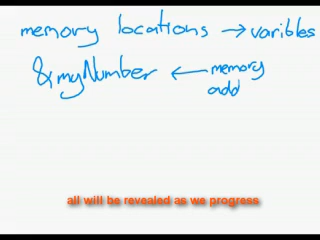 memory locations → varibles
&myNumber ← memory
add
all will be revealed as we progress